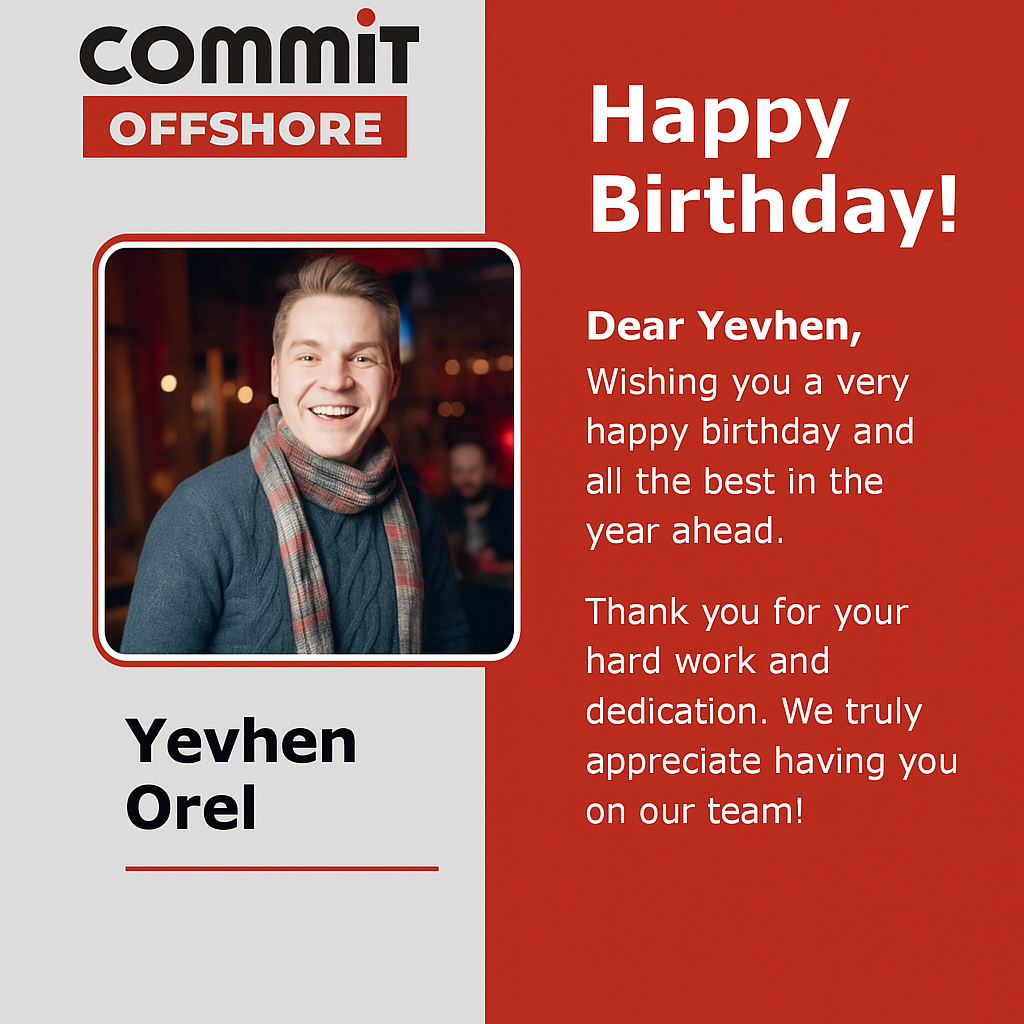 commit
OFFSHORE
Happy
Birthday!
Dear Yevhen,
Wishing you a very
happy birthday and
all the best in the
year ahead.
Thank you for your
hard work and
dedication. We truly
appreciate having you
on our team!
Yevhen
Orel